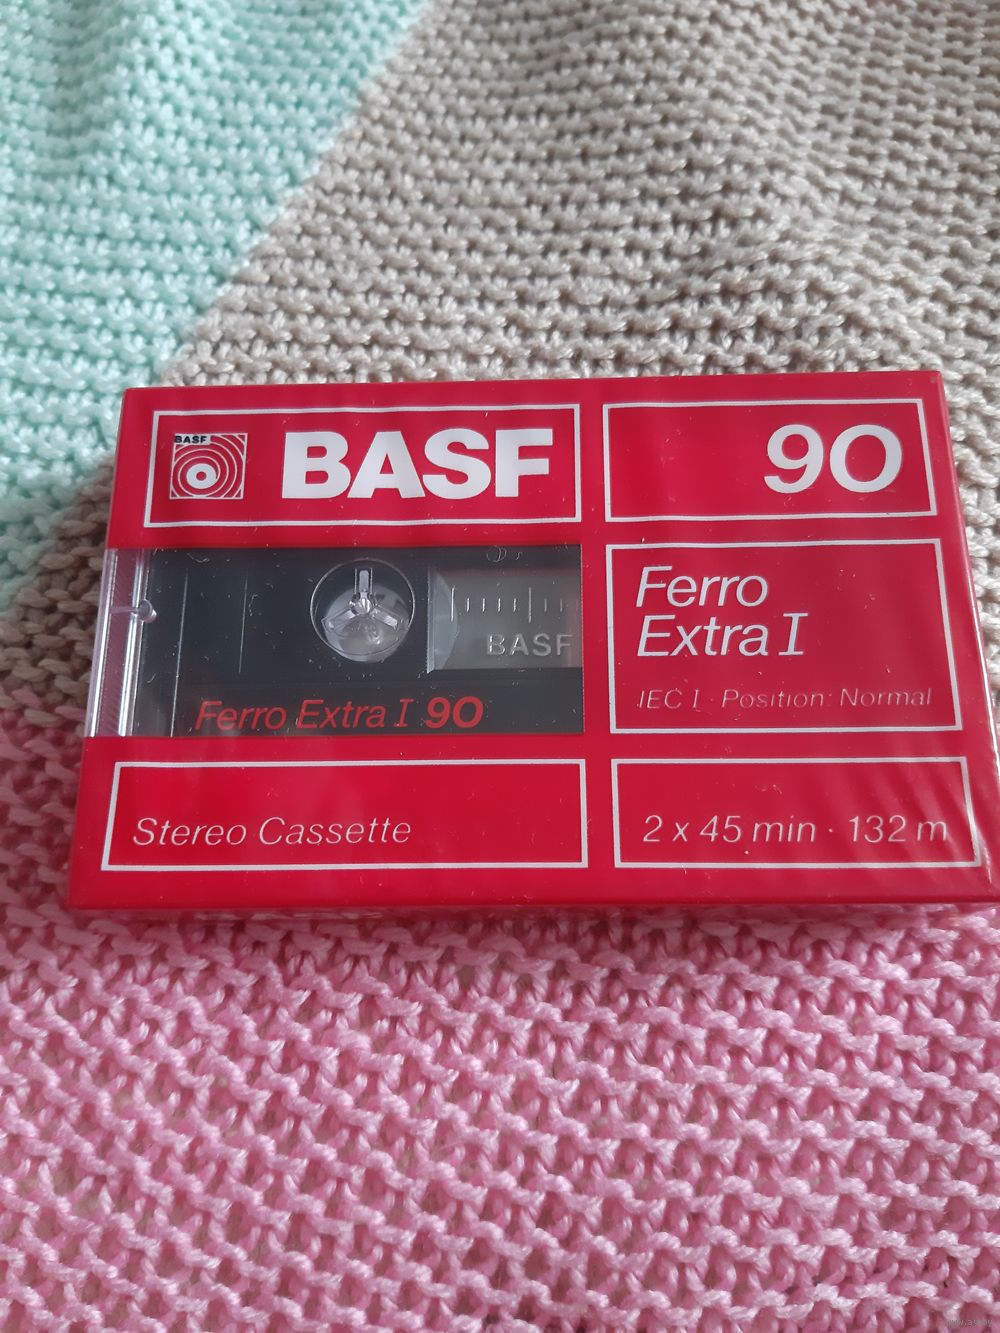 BASF
BASF
90
Ferro
Extra I
IEC I · Position: Normal
BASF
Ferro Extra I 90
Stereo Cassette
2 x 45 min · 132 m